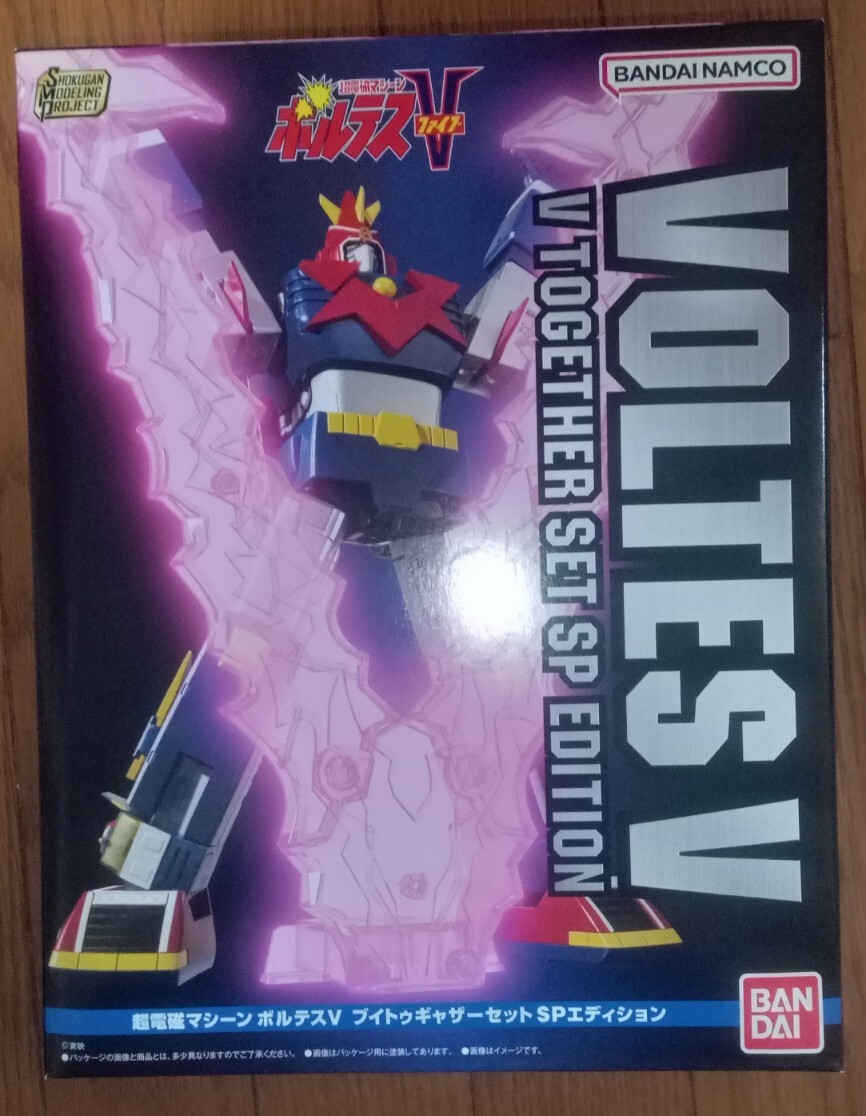 SHOKUGAN
MODELING
PROJECT
超電磁マシーン
ボルテスV
ファイブ
BANDAI NAMCO
VOLTES V
V TOGETHER SET SP EDITION
超電磁マシーン ボルテスV ブイトゥギャザーセット SPエディション
BAN
DAI
©東映
●パッケージの画像と商品とは、多少異なりますのでご了承ください。 ●画像はパッケージ用に塗装してあります。 ●画像はイメージです。